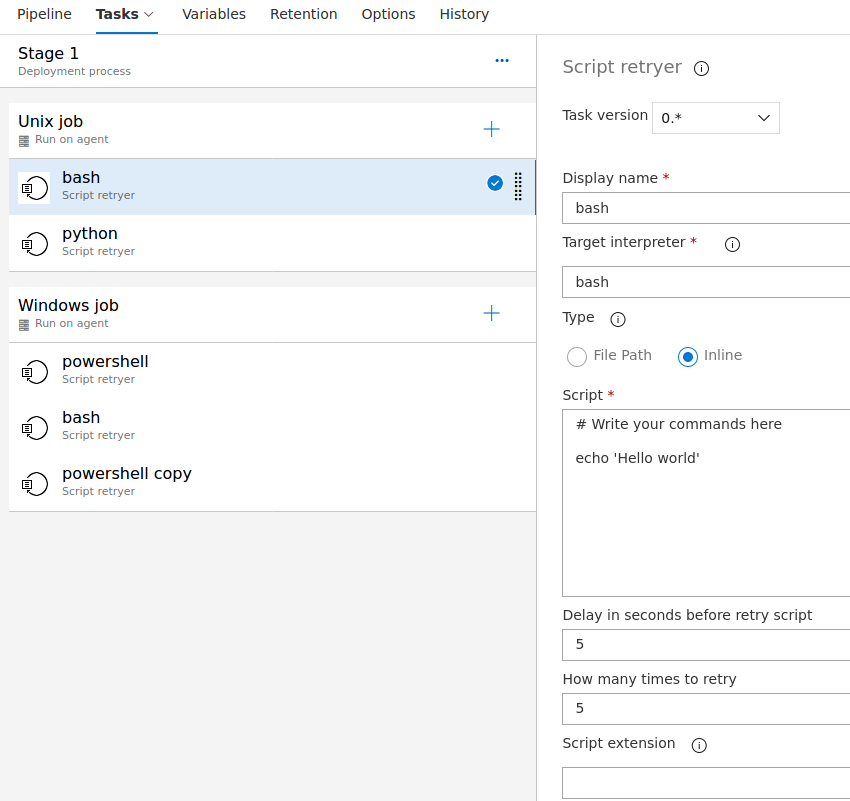 Pipeline Tasks Variables Retention Options History
Stage 1
Deployment process
Unix job
Run on agent
bash
Script retryer
python
Script retryer
Windows job
Run on agent
powershell
Script retryer
bash
Script retryer
powershell copy
Script retryer
Script retryer
Task version 0.*
Display name *
bash
Target interpreter *
bash
Type
File Path Inline
Script *
# Write your commands here
echo 'Hello world'
Delay in seconds before retry script
5
How many times to retry
5
Script extension